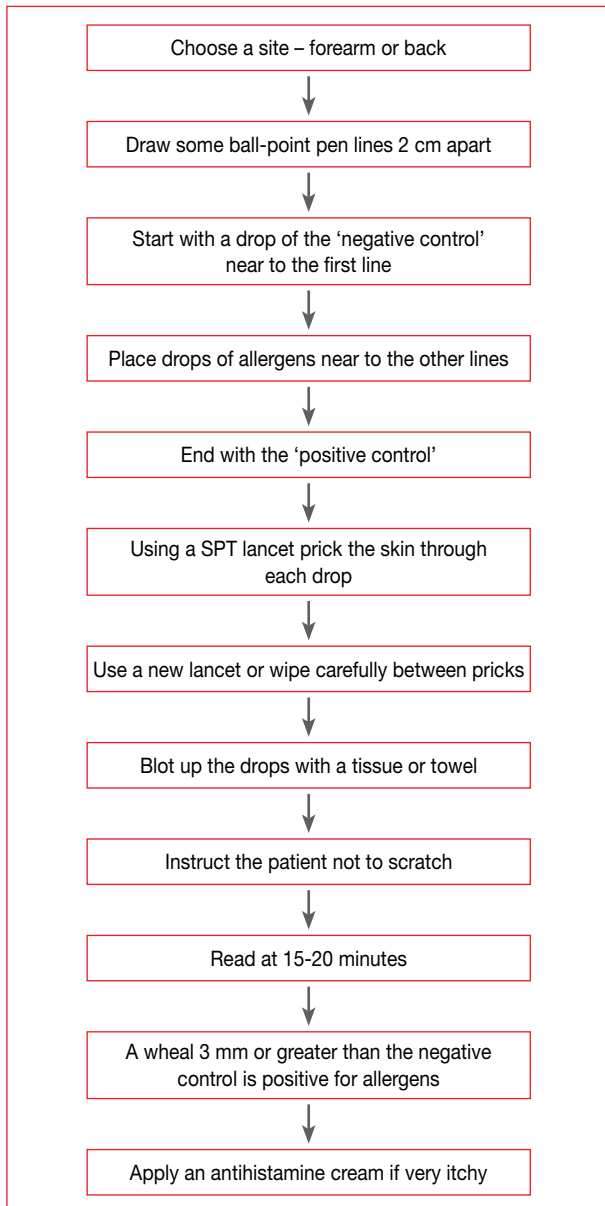 Choose a site – forearm or back
Draw some ball-point pen lines 2 cm apart
Start with a drop of the ‘negative control’
near to the first line
Place drops of allergens near to the other lines
End with the ‘positive control’
Using a SPT lancet prick the skin through
each drop
Use a new lancet or wipe carefully between pricks
Blot up the drops with a tissue or towel
Instruct the patient not to scratch
Read at 15-20 minutes
A wheal 3 mm or greater than the negative
control is positive for allergens
Apply an antihistamine cream if very itchy